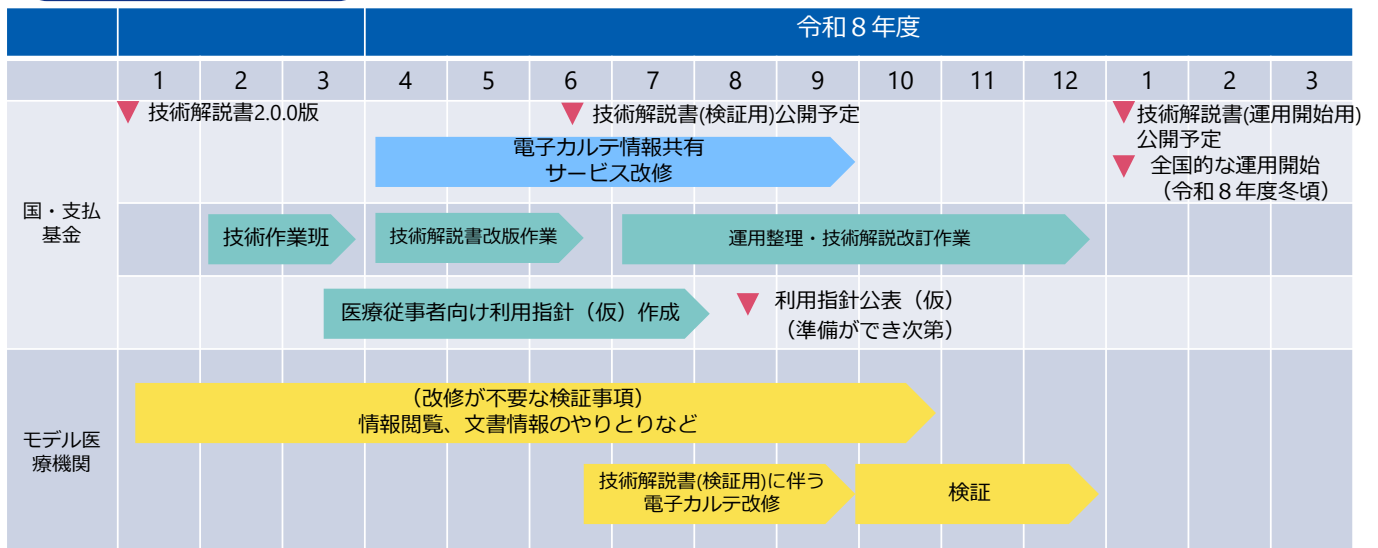 令和８年度
1 2 3 4 5 6 7 8 9 10 11 12 1 2 3
国・支払
基金
技術解説書2.0.0版
技術解説書(検証用)公開予定
技術解説書(運用開始用)
公開予定
全国的な運用開始
（令和８年度冬頃）
電子カルテ情報共有
サービス改修
技術作業班
技術解説書改版作業
運用整理・技術解説改訂作業
医療従事者向け利用指針（仮）作成
利用指針公表（仮）
（準備ができ次第）
モデル医
療機関
（改修が不要な検証事項）
情報閲覧、文書情報のやりとりなど
技術解説書(検証用)に伴う
電子カルテ改修
検証